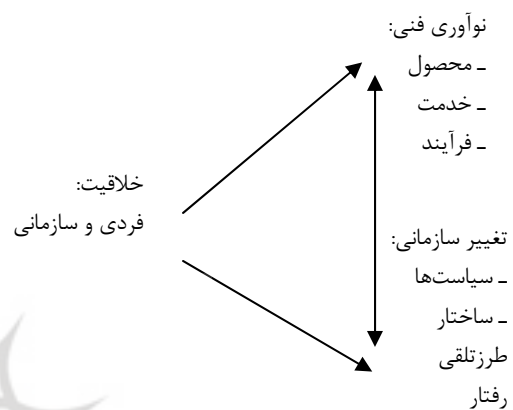 نوآوری فنی:
ـ محصول
ـ خدمت
ـ فرآیند
خلاقیت:
فردی و سازمانی
تغییر سازمانی:
ـ سیاست‌ها
ـ ساختار
طرزتلقی
رفتار